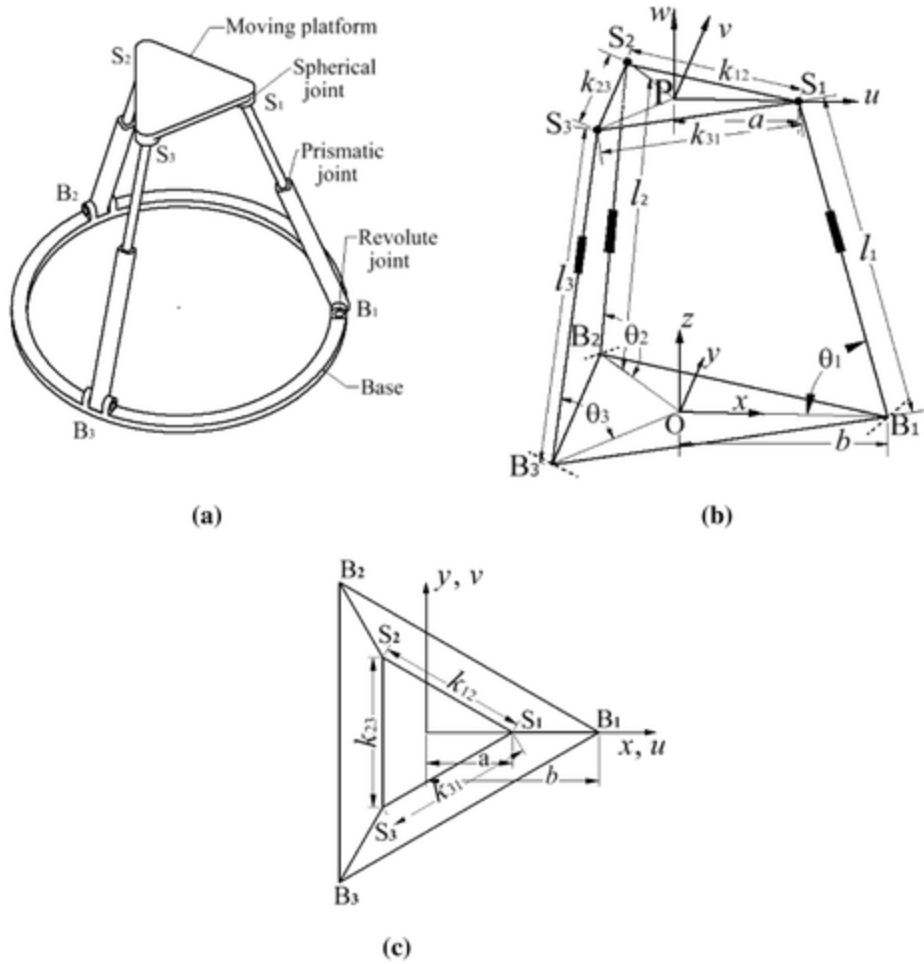 Moving platform
S₂
Spherical
joint
S₁
S₃
Prismatic
joint
B₂
Revolute
joint
B₁
Base
B₃
(a)
w
v
S₂
k₁₂
k₂₃
P
S₁
u
S₃
a
k₃₁
l₂
l₃
l₁
B₂
θ₂
z
y
θ₁
θ₃
x
O
B₁
b
B₃
(b)
B₂
y, v
S₂
k₁₂
k₂₃
S₁
B₁
x, u
a
b
k₃₁
S₃
B₃
(c)